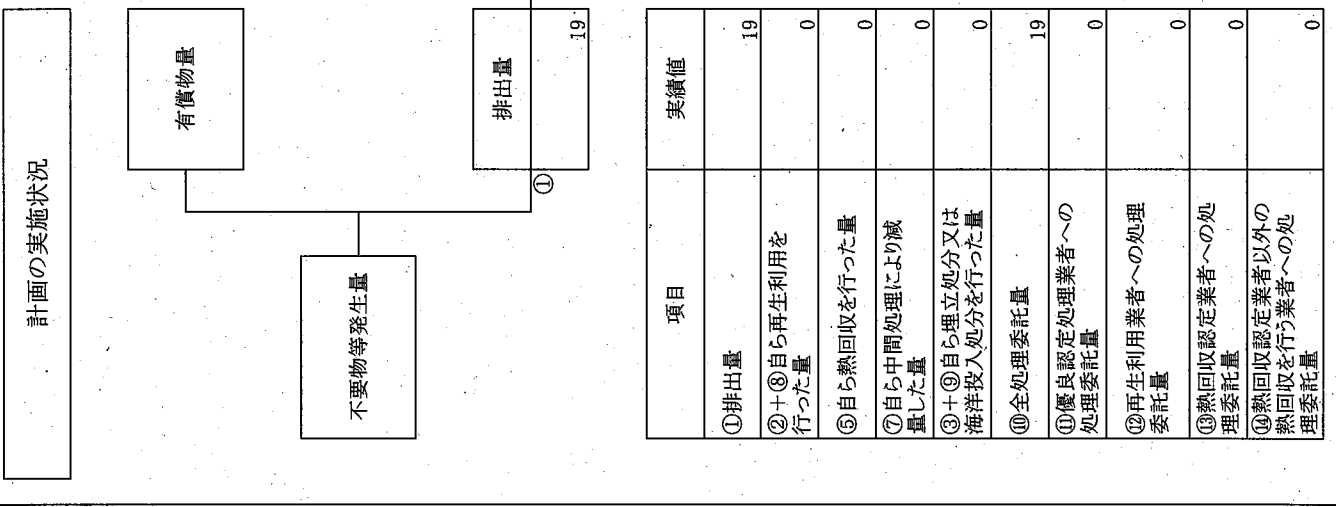 計画の実施状況
有償物量
不要物等発生量
排出量
①
19
項目
実績値
①排出量
19
②＋⑧自ら再生利用を
行った量
0
⑤自ら熱回収を行った量
0
⑦自ら中間処理により減
量した量
0
③＋⑨自ら埋立処分又は
海洋投入処分を行った量
0
⑩全処理委託量
19
⑪優良認定処理業者への
処理委託量
0
⑫再生利用業者への処理
委託量
0
⑬熱回収認定業者への処
理委託量
0
⑭熱回収認定業者以外の
熱回収を行う業者への処
理委託量
0